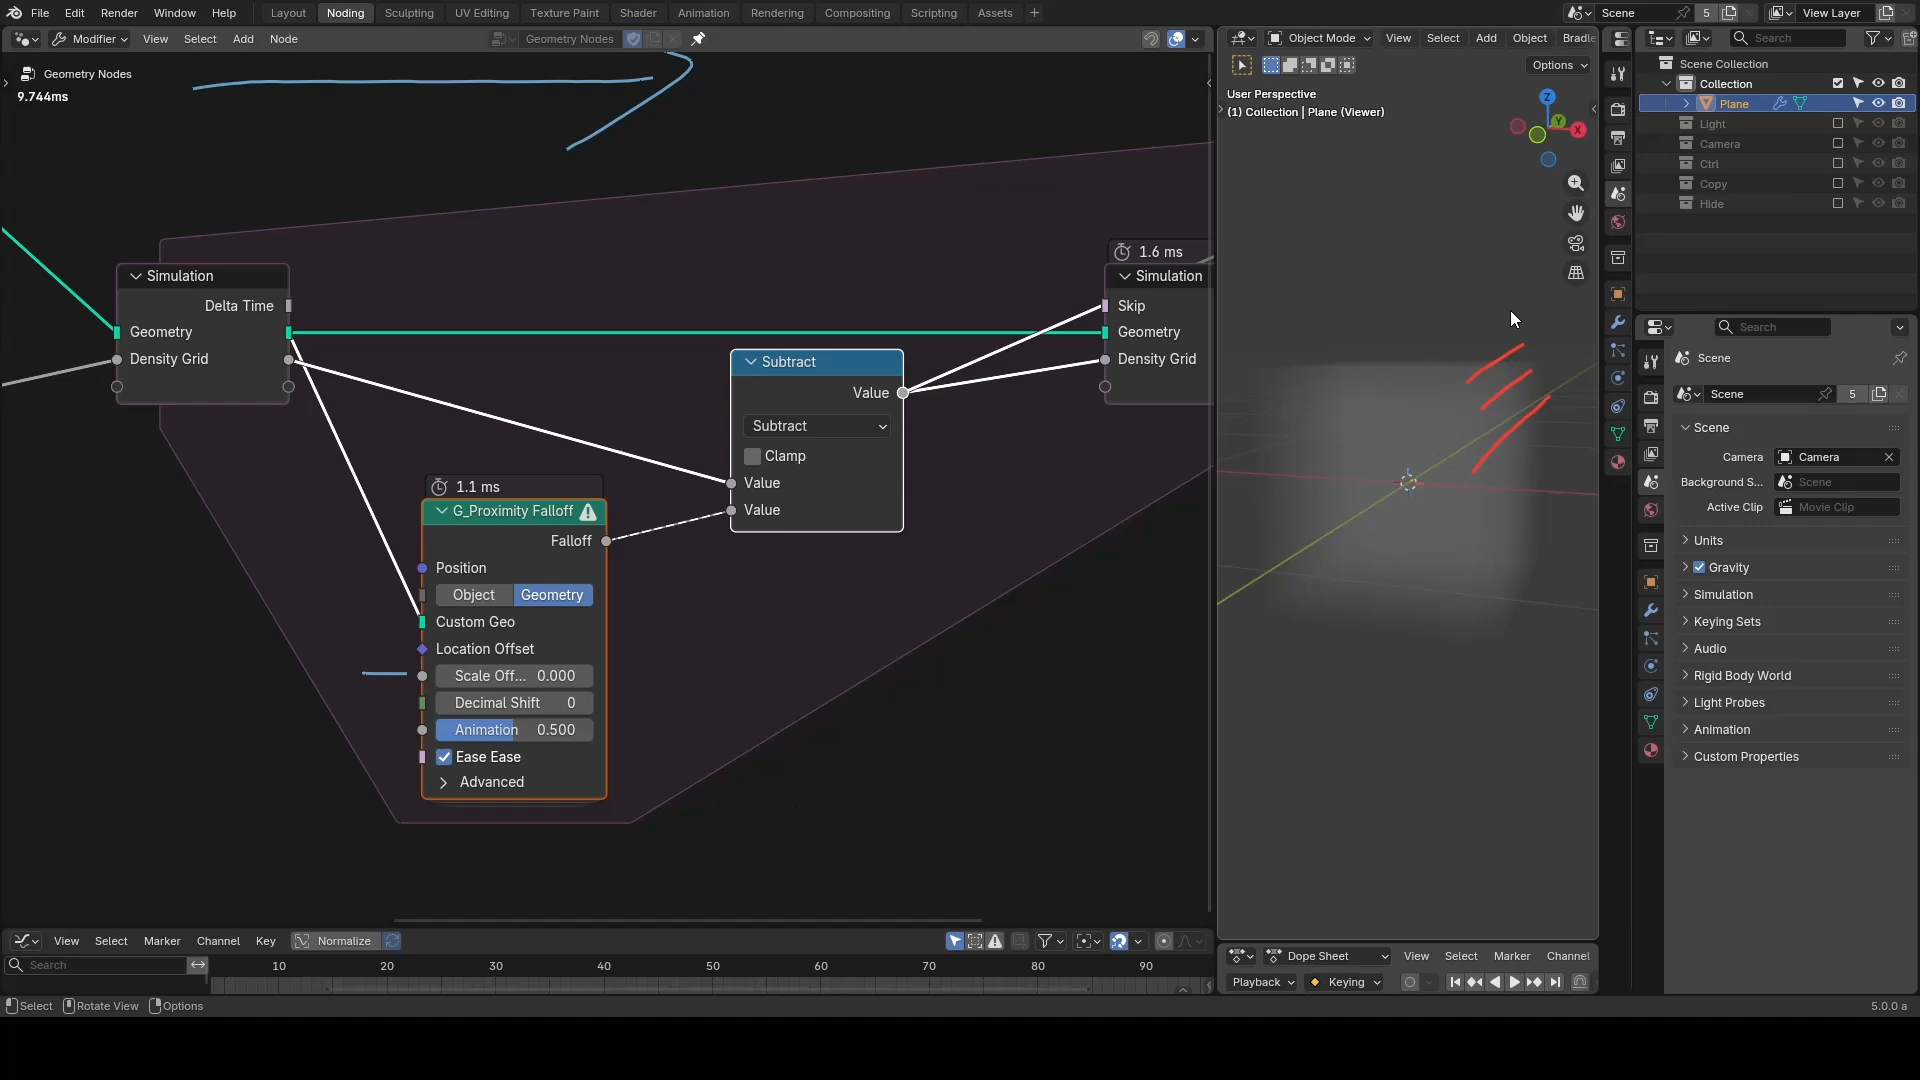 File Edit Render Window Help Layout Noding Sculpting UV Editing Texture Paint Shader Animation Rendering Compositing Scripting Assets + Scene 5 View Layer
Modifier View Select Add Node Geometry Nodes
Object Mode View Select Add Object Bradle
Search
Options
Geometry Nodes
9.744ms
User Perspective
(1) Collection | Plane (Viewer)
Z
Y
X
Scene Collection
Collection
Plane
Light
Camera
Ctrl
Copy
Hide
Simulation
Delta Time
Geometry
Density Grid
1.6 ms
Simulation
Skip
Geometry
Density Grid
Subtract
Value
Subtract
Clamp
Value
Value
1.1 ms
G_Proximity Falloff
Falloff
Position
Object Geometry
Custom Geo
Location Offset
Scale Off... 0.000
Decimal Shift 0
Animation 0.500
Ease Ease
Advanced
Search
Scene
Scene 5
Scene
Camera Camera
Background S... Scene
Active Clip Movie Clip
Units
Gravity
Simulation
Keying Sets
Audio
Rigid Body World
Light Probes
Animation
Custom Properties
View Select Marker Channel Key Normalize
Search
10 20 30 40 50 60 70 80 90
Dope Sheet View Select Marker Channel
Playback Keying
Select Rotate View Options
5.0.0 a